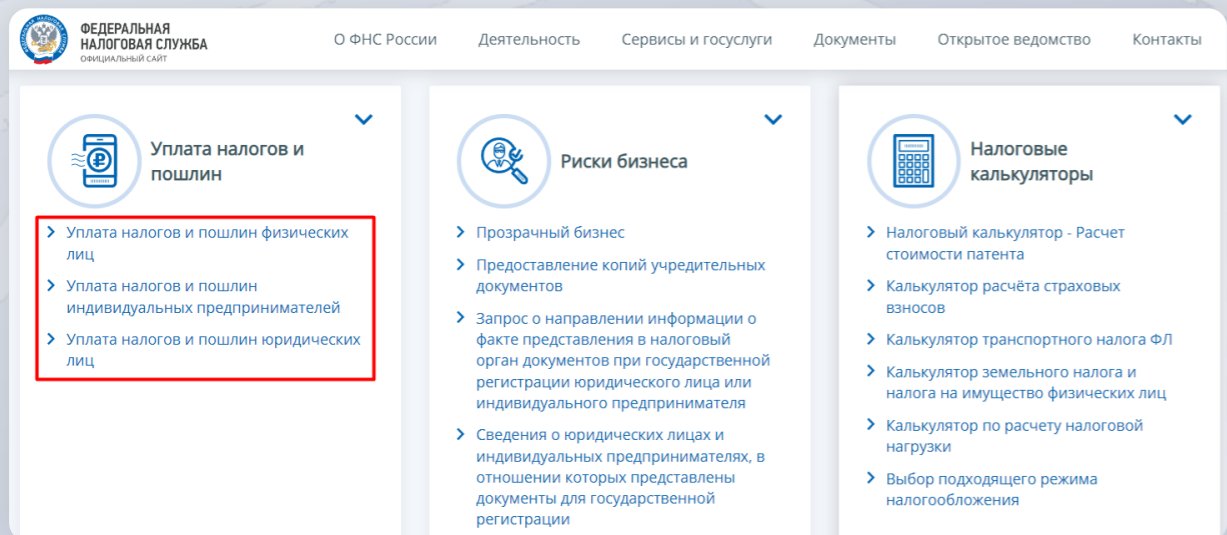 ФЕДЕРАЛЬНАЯ
НАЛОГОВАЯ СЛУЖБА
ОФИЦИАЛЬНЫЙ САЙТ
О ФНС России
Деятельность
Сервисы и госуслуги
Документы
Открытое ведомство
Контакты
Уплата налогов и
пошлин
Уплата налогов и пошлин физических
лиц
Уплата налогов и пошлин
индивидуальных предпринимателей
Уплата налогов и пошлин юридических
лиц
Риски бизнеса
Прозрачный бизнес
Предоставление копий учредительных
документов
Запрос о направлении информации о
факте представления в налоговый
орган документов при государственной
регистрации юридического лица или
индивидуального предпринимателя
Сведения о юридических лицах и
индивидуальных предпринимателях, в
отношении которых представлены
документы для государственной
регистрации
Налоговые
калькуляторы
Налоговый калькулятор - Расчет
стоимости патента
Калькулятор расчёта страховых
взносов
Калькулятор транспортного налога ФЛ
Калькулятор земельного налога и
налога на имущество физических лиц
Калькулятор по расчету налоговой
нагрузки
Выбор подходящего режима
налогообложения